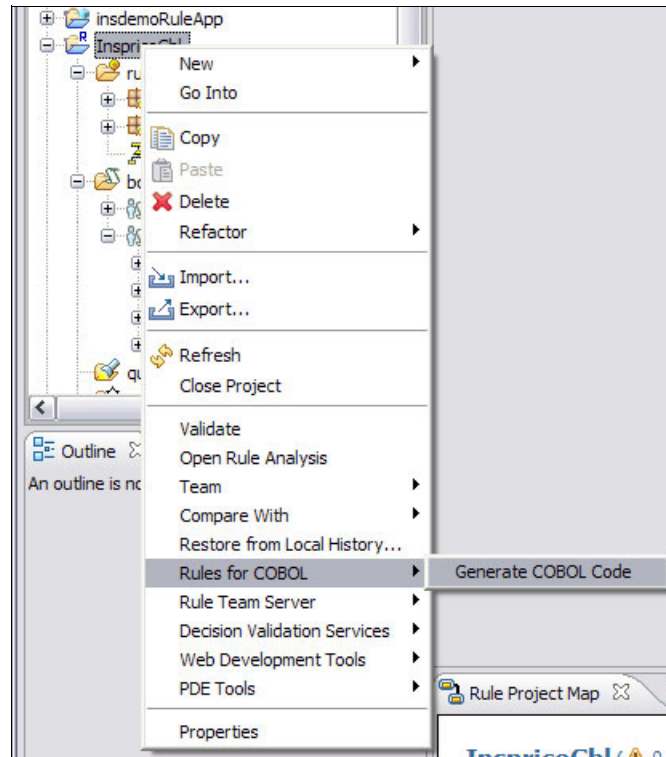 insdemoRuleApp
InspriceCbl
New
Go Into
Copy
Paste
Delete
Refactor
Import...
Export...
Refresh
Close Project
Validate
Outline
Open Rule Analysis
An outline is
Team
Compare With
Restore from Local History...
Rules for COBOL
Generate COBOL Code
Rule Team Server
Decision Validation Services
Web Development Tools
PDE Tools
Rule Project Map
Properties
InspriceCbl